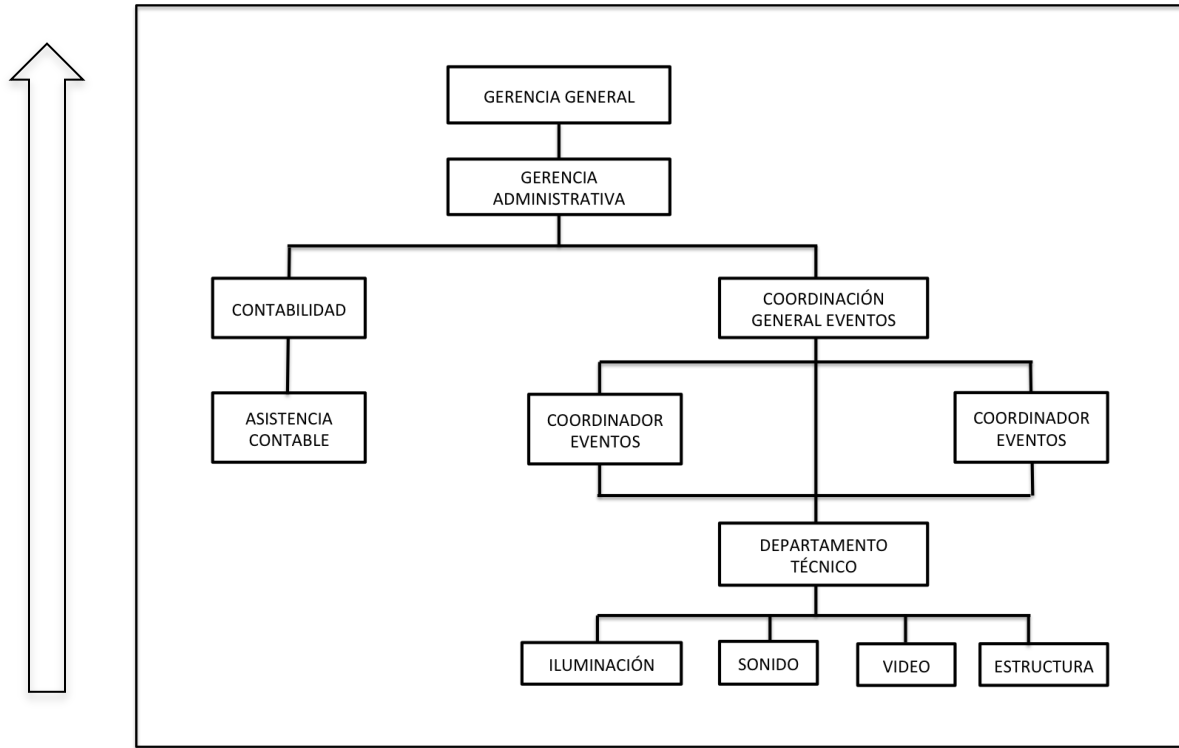 GERENCIA GENERAL
GERENCIA
ADMINISTRATIVA
CONTABILIDAD
COORDINACIÓN
GENERAL EVENTOS
ASISTENCIA
CONTABLE
COORDINADOR
EVENTOS
COORDINADOR
EVENTOS
DEPARTAMENTO
TÉCNICO
ILUMINACIÓN
SONIDO
VIDEO
ESTRUCTURA